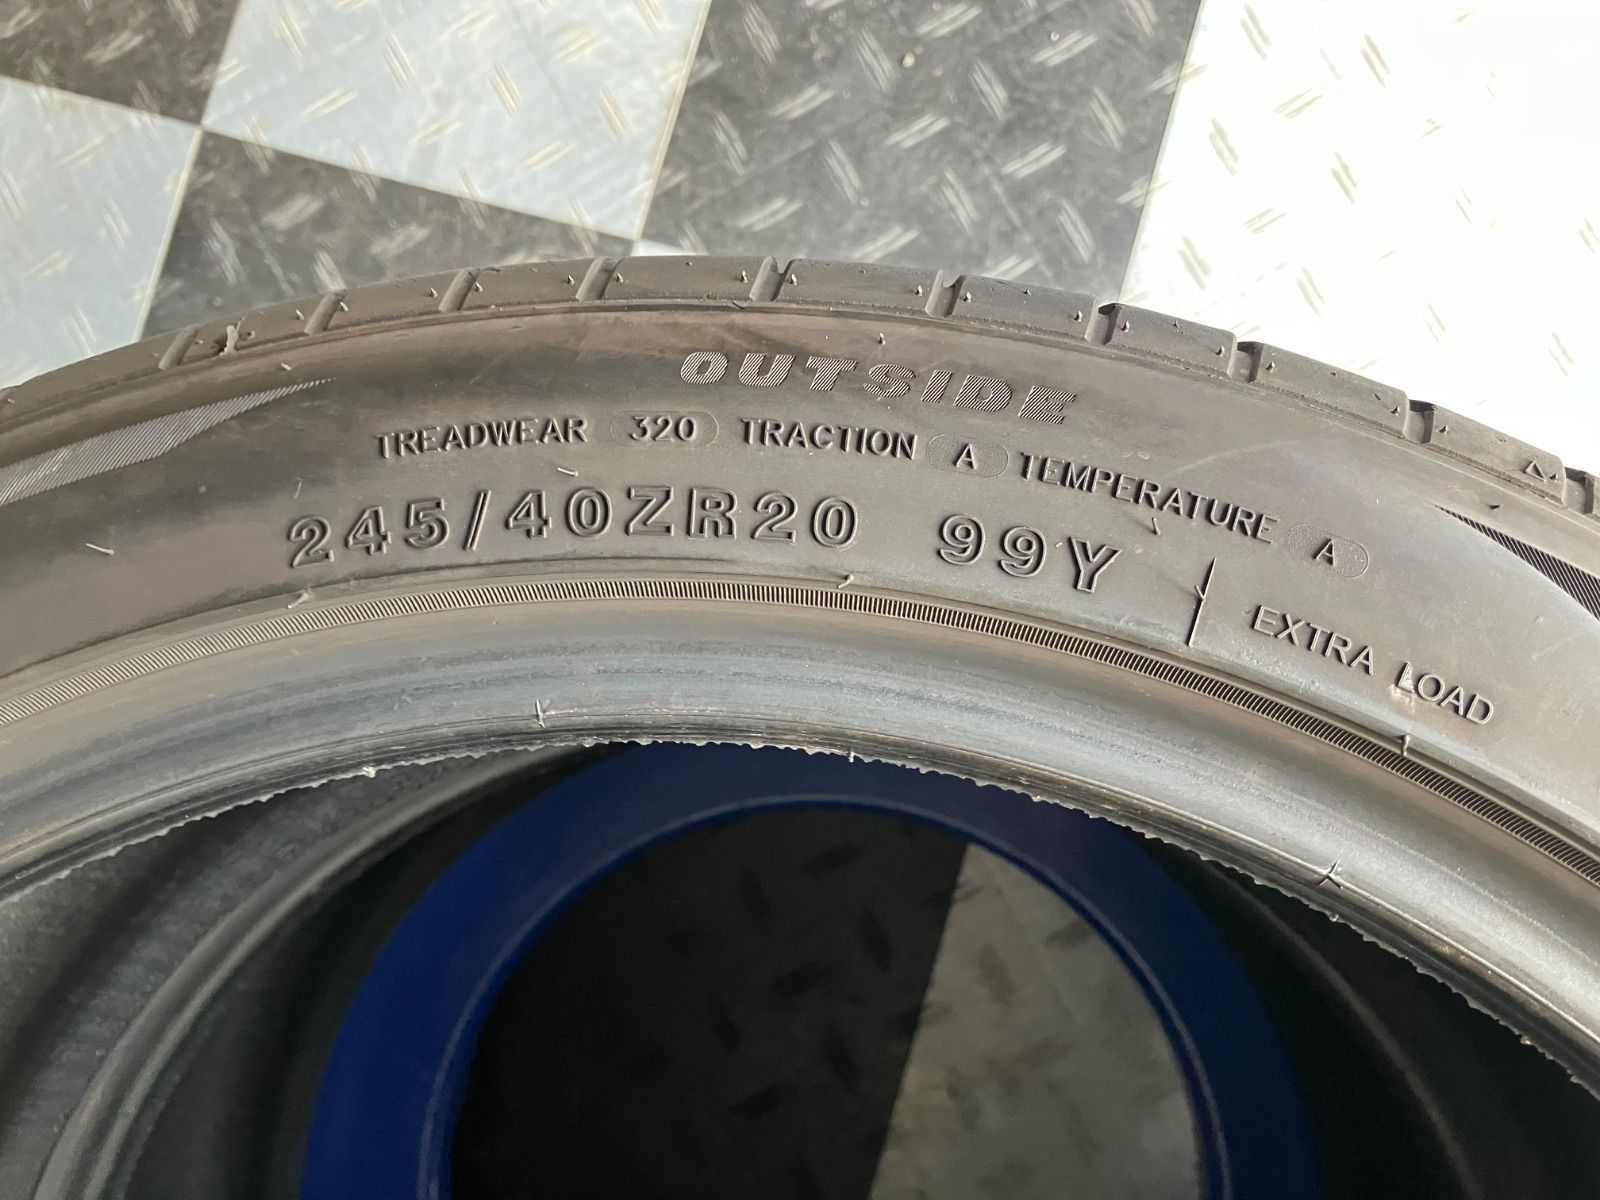 OUTSIDE
TREADWEAR 320 TRACTION A TEMPERATURE A
245/40ZR20 99Y | EXTRA LOAD